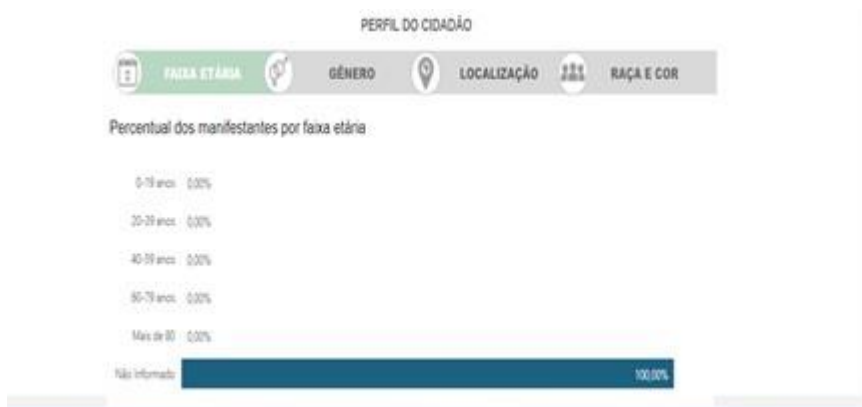 PERFIL DO CIDADÃO
FAIXA ETÁRIA GÊNERO LOCALIZAÇÃO RAÇA E COR
Percentual dos manifestantes por faixa etária
0-19 anos 0,00%
20-39 anos 0,00%
40-59 anos 0,00%
60-79 anos 0,00%
Mais de 80 0,00%
Não Informado 100,00%